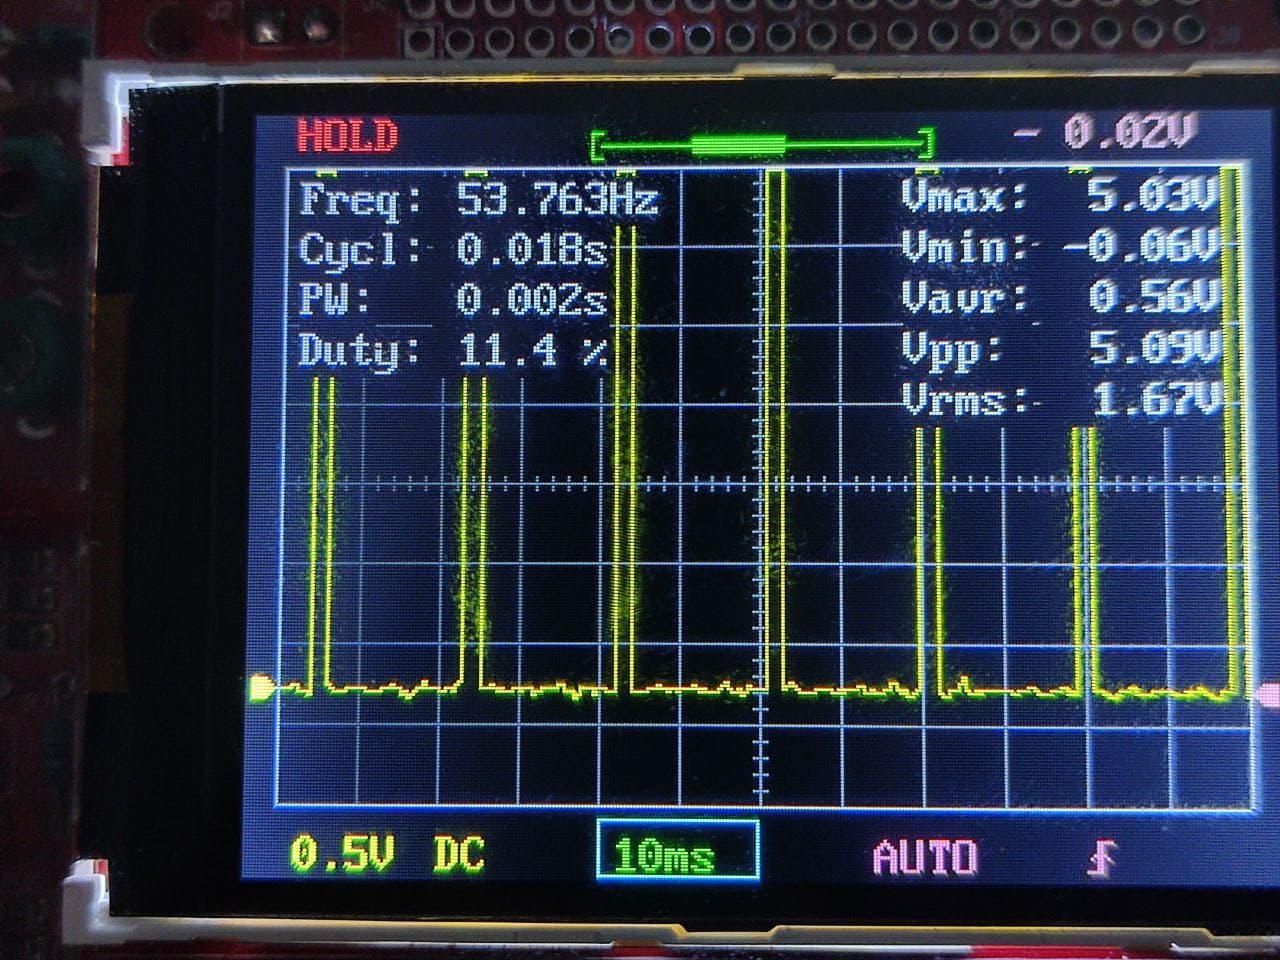 HOLD - 0.02V
Freq: 53.763Hz Vmax: 5.03V
Cycl: 0.018s Vmin: -0.06V
PW: 0.002s Vavr: 0.56V
Duty: 11.4 % Vpp: 5.09V
Vrms: 1.67V
0.5V DC 10ms AUTO